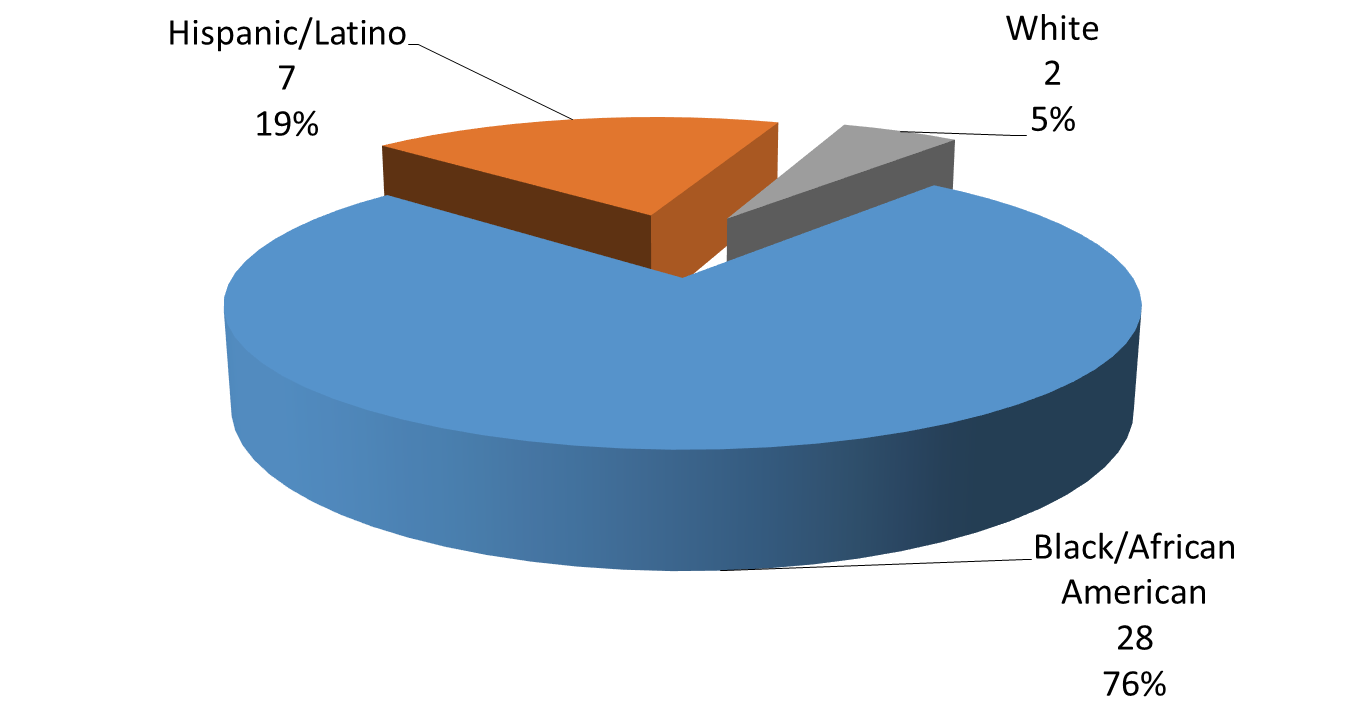 Hispanic/Latino
7
19%
White
2
5%
Black/African
American
28
76%